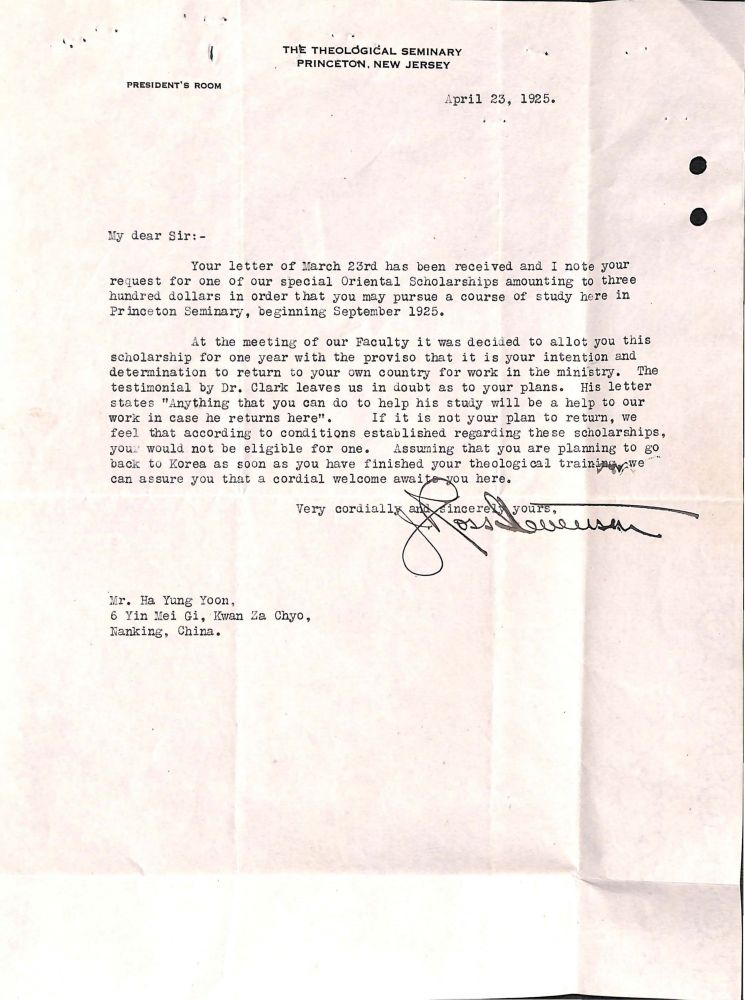 THE THEOLOGICAL SEMINARY
PRINCETON, NEW JERSEY
PRESIDENT'S ROOM
April 23, 1925.
My dear Sir:-
Your letter of March 23rd has been received and I note your
request for one of our special Oriental Scholarships amounting to three
hundred dollars in order that you may pursue a course of study here in
Princeton Seminary, beginning September 1925.
At the meeting of our Faculty it was decided to allot you this
scholarship for one year with the proviso that it is your intention and
determination to return to your own country for work in the ministry. The
testimonial by Dr. Clark leaves us in doubt as to your plans. His letter
states "Anything that you can do to help his study will be a help to our
work in case he returns here". If it is not your plan to return, we
feel that according to conditions established regarding these scholarships,
you would not be eligible for one. Assuming that you are planning to go
back to Korea as soon as you have finished your theological training, we
can assure you that a cordial welcome awaits you here.
Very cordially and sincerely yours,
J Ross Stevenson
Mr. Ha Yung Yoon,
6 Yin Mei Gi, Kwan Za Chyo,
Nanking, China.